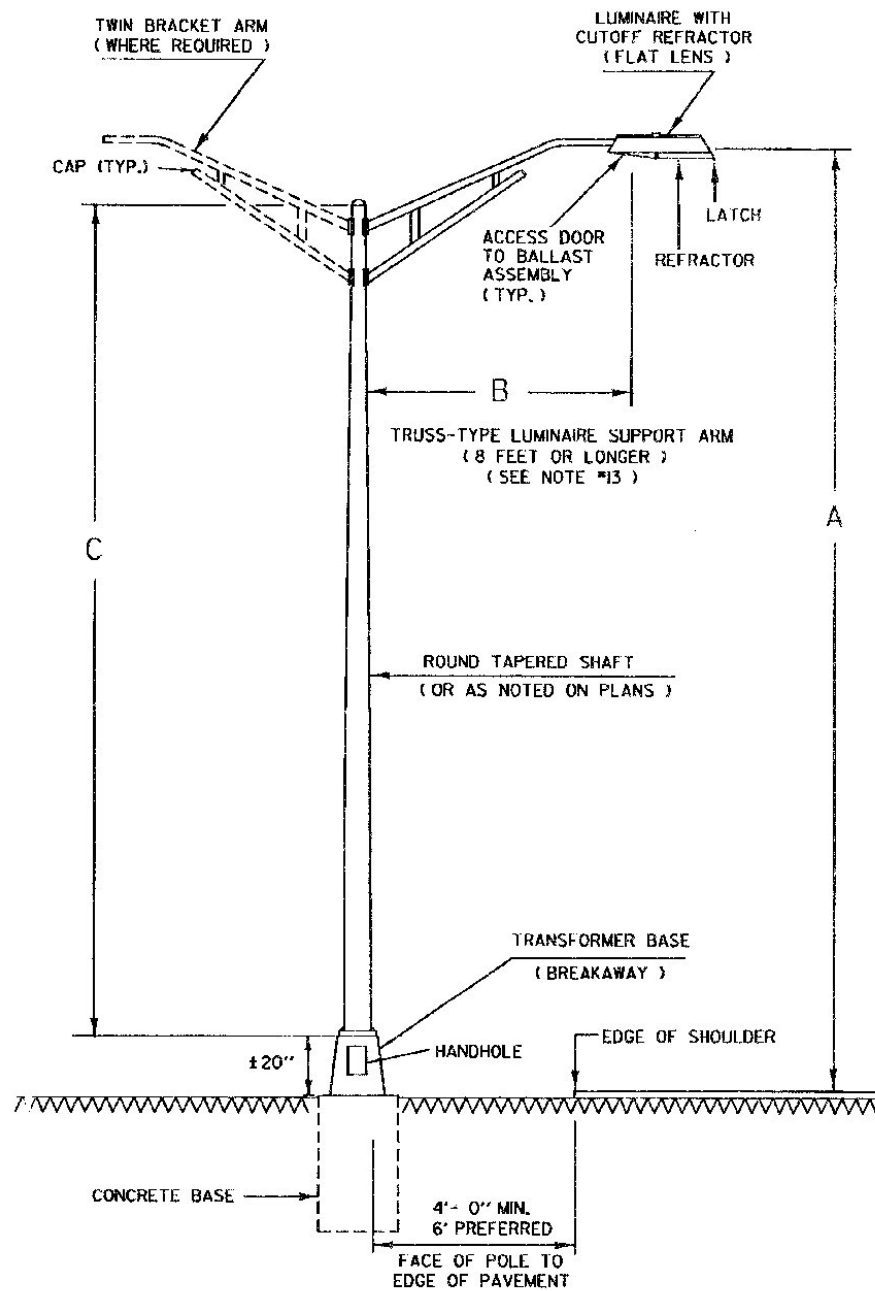 TWIN BRACKET ARM
( WHERE REQUIRED )
LUMINAIRE WITH
CUTOFF REFRACTOR
( FLAT LENS )
CAP (TYP.)
LATCH
REFRACTOR
ACCESS DOOR
TO BALLAST
ASSEMBLY
( TYP. )
B
TRUSS-TYPE LUMINAIRE SUPPORT ARM
( 8 FEET OR LONGER )
( SEE NOTE #13 )
A
C
ROUND TAPERED SHAFT
( OR AS NOTED ON PLANS )
TRANSFORMER BASE
( BREAKAWAY )
EDGE OF SHOULDER
HANDHOLE
±20"
CONCRETE BASE
4'- 0" MIN.
6' PREFERRED
FACE OF POLE TO
EDGE OF PAVEMENT